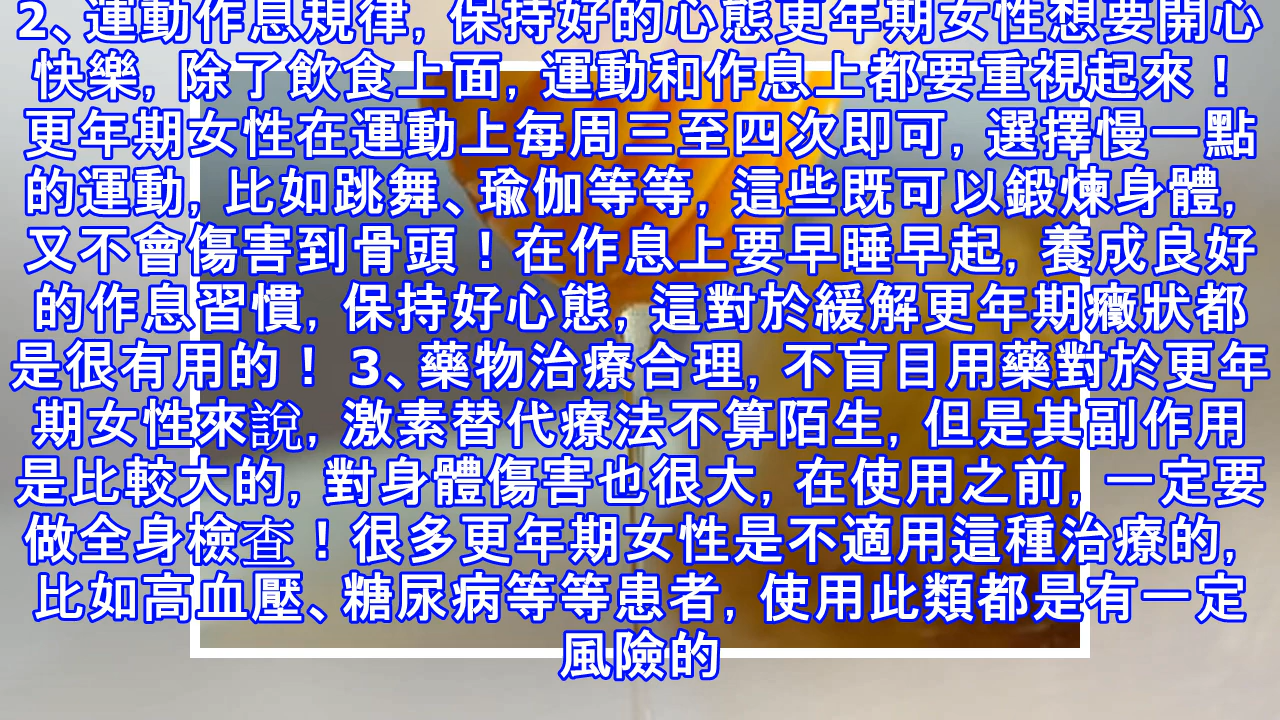 2、運動作息規律, 保持好的心態更年期女性想要開心
快樂, 除了飲食上面, 運動和作息上都要重視起來！
更年期女性在運動上每周三至四次即可, 選擇慢一點
的運動, 比如跳舞、瑜伽等等, 這些既可以鍛煉身體,
又不會傷害到骨頭！在作息上要早睡早起, 養成良好
的作息習慣, 保持好心態, 這對於緩解更年期癥狀都
是很有用的！ 3、藥物治療合理, 不盲目用藥對於更年
期女性來說, 激素替代療法不算陌生, 但是其副作用
是比較大的, 對身體傷害也很大, 在使用之前, 一定要
做全身檢查！很多更年期女性是不適用這種治療的,
比如高血壓、糖尿病等等患者, 使用此類都是有一定
風險的